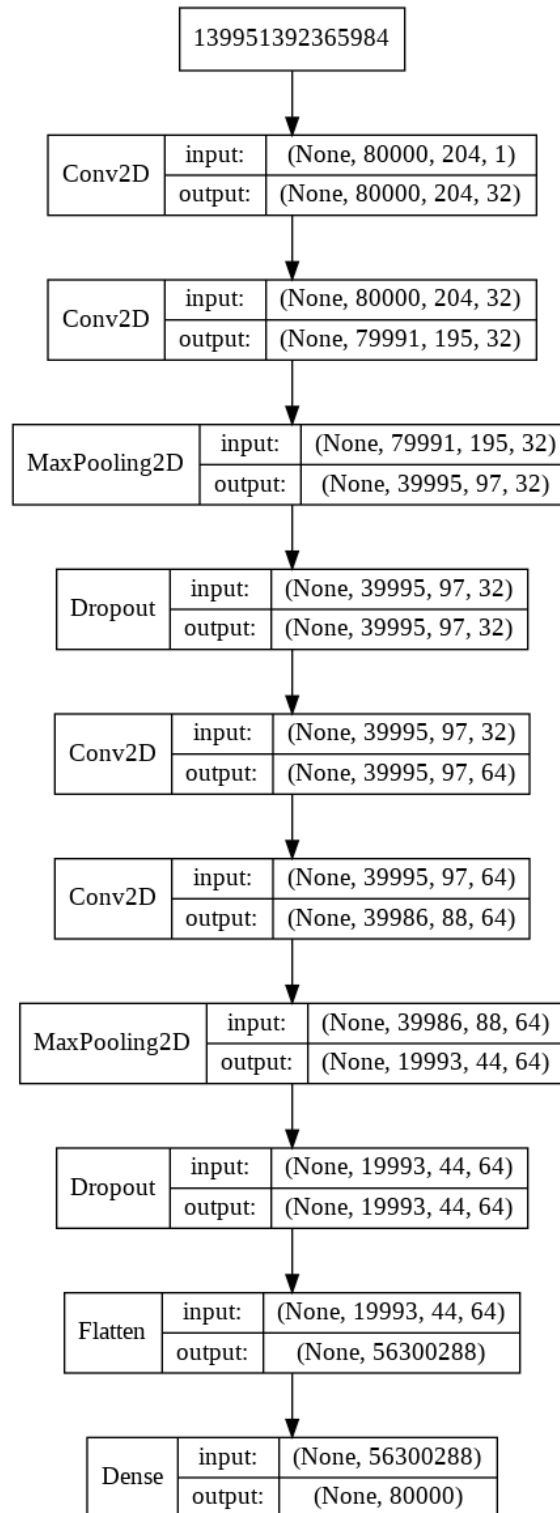 139951392365984
Conv2D
input: (None, 80000, 204, 1)
output: (None, 80000, 204, 32)
Conv2D
input: (None, 80000, 204, 32)
output: (None, 79991, 195, 32)
MaxPooling2D
input: (None, 79991, 195, 32)
output: (None, 39995, 97, 32)
Dropout
input: (None, 39995, 97, 32)
output: (None, 39995, 97, 32)
Conv2D
input: (None, 39995, 97, 32)
output: (None, 39995, 97, 64)
Conv2D
input: (None, 39995, 97, 64)
output: (None, 39986, 88, 64)
MaxPooling2D
input: (None, 39986, 88, 64)
output: (None, 19993, 44, 64)
Dropout
input: (None, 19993, 44, 64)
output: (None, 19993, 44, 64)
Flatten
input: (None, 19993, 44, 64)
output: (None, 56300288)
Dense
input: (None, 56300288)
output: (None, 80000)